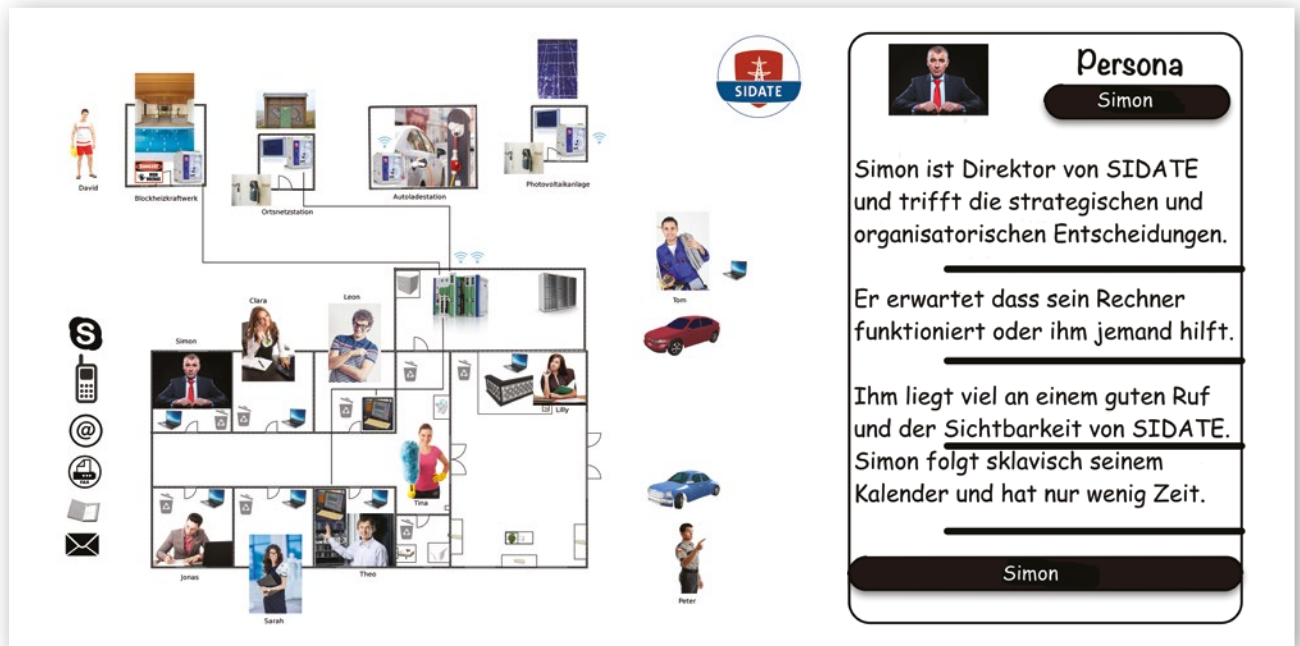 SIDATE
David
Blockheizkraftwerk
Ortsnetzstation
Autoladestation
Photovoltaikanlage
Clara
Leon
Simon
Tom
Lilly
Tina
S
@
FAX
Jonas
Sarah
Theo
Peter
Persona
Simon
Simon ist Direktor von SIDATE
und trifft die strategischen und
organisatorischen Entscheidungen.
Er erwartet dass sein Rechner
funktioniert oder ihm jemand hilft.
Ihm liegt viel an einem guten Ruf
und der Sichtbarkeit von SIDATE.
Simon folgt sklavisch seinem
Kalender und hat nur wenig Zeit.
Simon